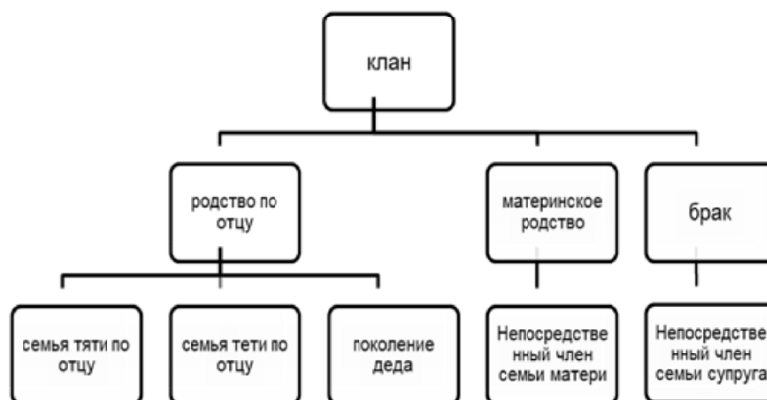 клан
родство по
отцу
материнское
родство
брак
семья тяти по
отцу
семья тети по
отцу
поколение
деда
Непосредстве
нный член
семьи матери
Непосредстве
нный член
семьи супруга